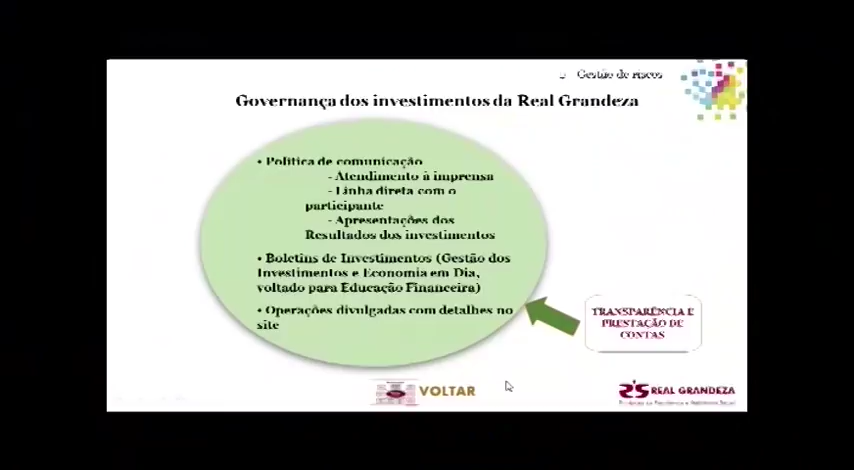 Gestão de riscos
Governança dos investimentos da Real Grandeza
• Política de comunicação
- Atendimento à imprensa
- Linha direta com o
participante
- Apresentações dos
Resultados dos investimentos
• Boletins de Investimentos (Gestão dos
Investimentos e Economia em Dia,
voltado para Educação Financeira)
• Operações divulgadas com detalhes no
site
TRANSPARÊNCIA E
PRESTAÇÃO DE
CONTAS
VOLTAR
REAL GRANDEZA